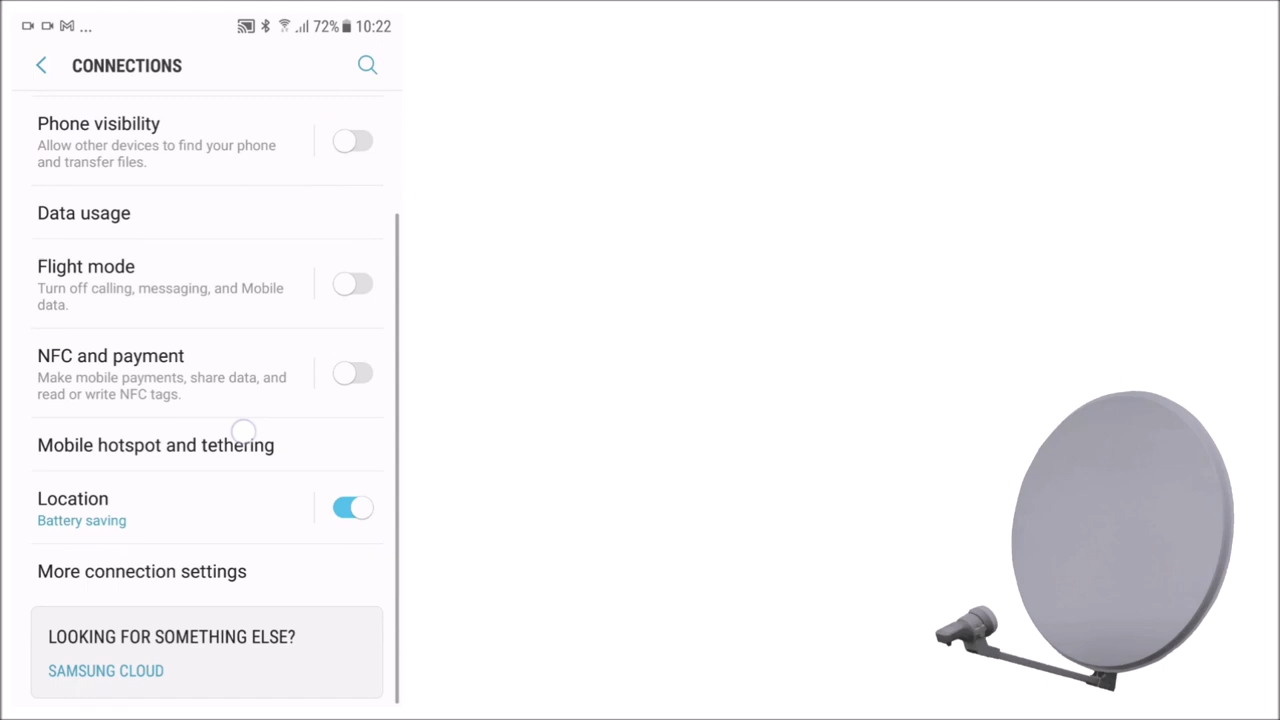 ... 72% 10:22
CONNECTIONS
Phone visibility
Allow other devices to find your phone
and transfer files.
Data usage
Flight mode
Turn off calling, messaging, and Mobile
data.
NFC and payment
Make mobile payments, share data, and
read or write NFC tags.
Mobile hotspot and tethering
Location
Battery saving
More connection settings
LOOKING FOR SOMETHING ELSE?
SAMSUNG CLOUD